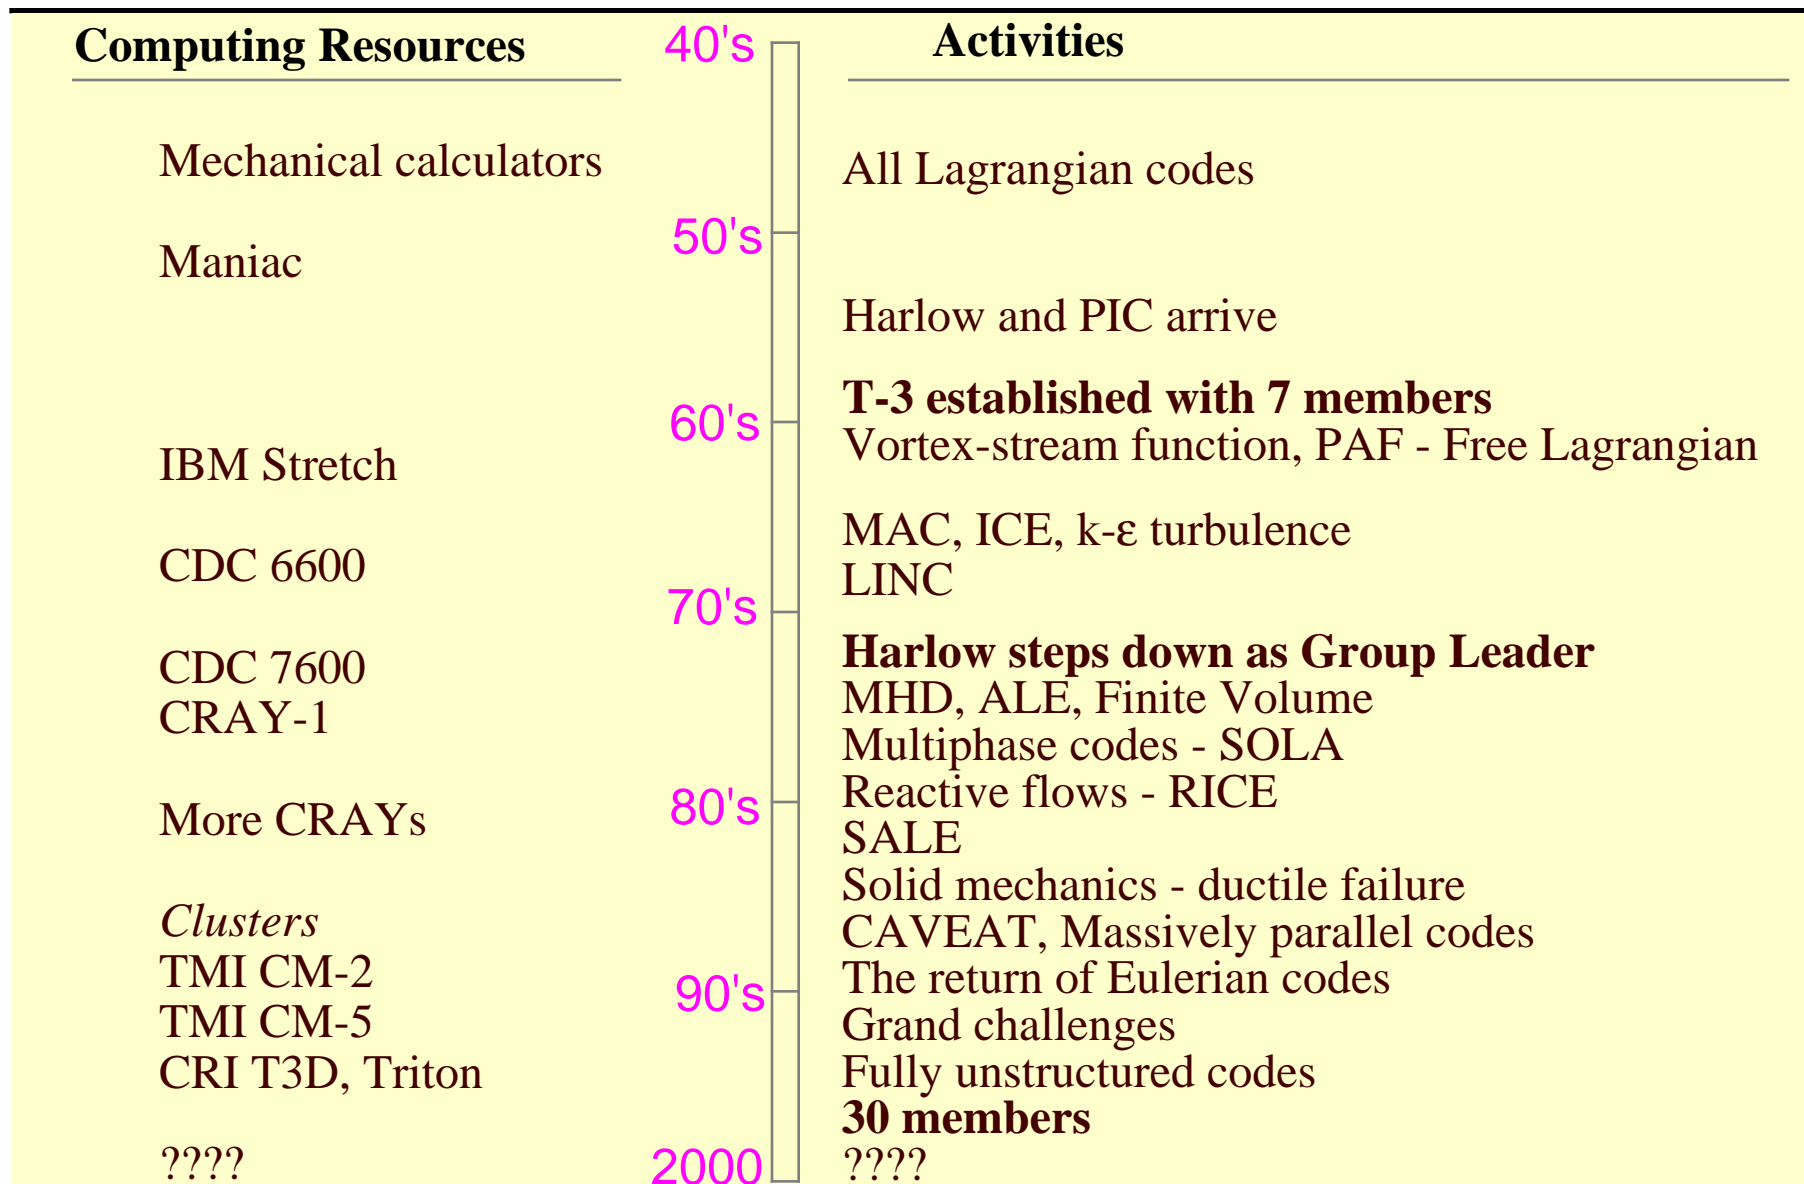 Computing Resources
Mechanical calculators
Maniac
IBM Stretch
CDC 6600
CDC 7600
CRAY-1
More CRAYs
Clusters
TMI CM-2
TMI CM-5
CRI T3D, Triton
????
40's
50's
60's
70's
80's
90's
2000
Activities
All Lagrangian codes
Harlow and PIC arrive
T-3 established with 7 members
Vortex-stream function, PAF - Free Lagrangian
MAC, ICE, k-ε turbulence
LINC
Harlow steps down as Group Leader
MHD, ALE, Finite Volume
Multiphase codes - SOLA
Reactive flows - RICE
SALE
Solid mechanics - ductile failure
CAVEAT, Massively parallel codes
The return of Eulerian codes
Grand challenges
Fully unstructured codes
30 members
????